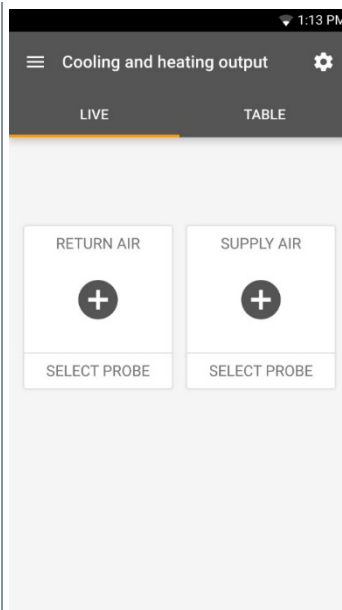 1:13 PM
Cooling and heating output
LIVE TABLE
RETURN AIR SUPPLY AIR
SELECT PROBE SELECT PROBE